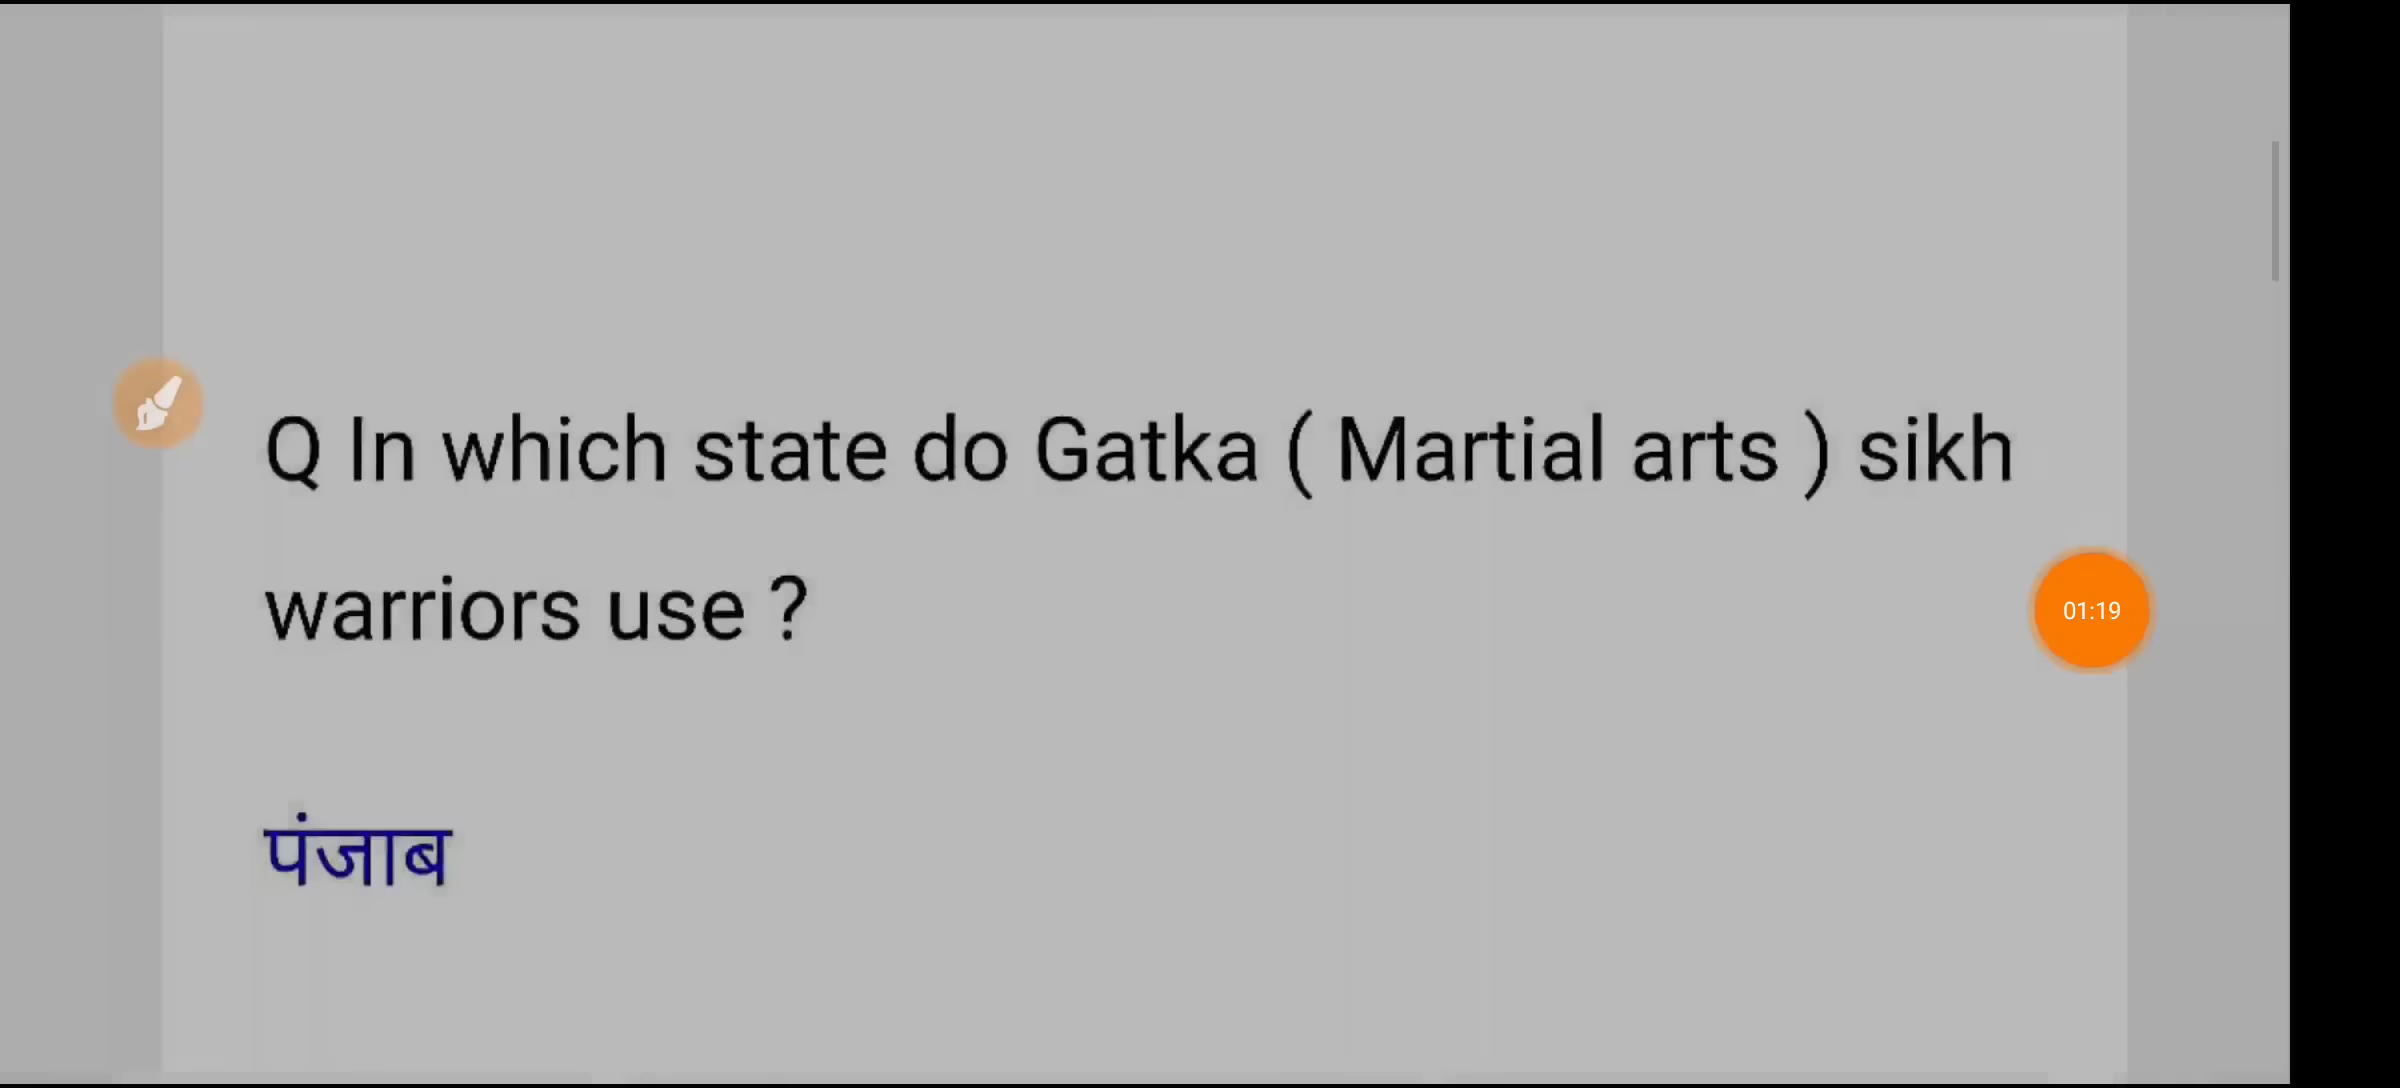 Q In which state do Gatka ( Martial arts ) sikh
warriors use ?
01:19
पंजाब